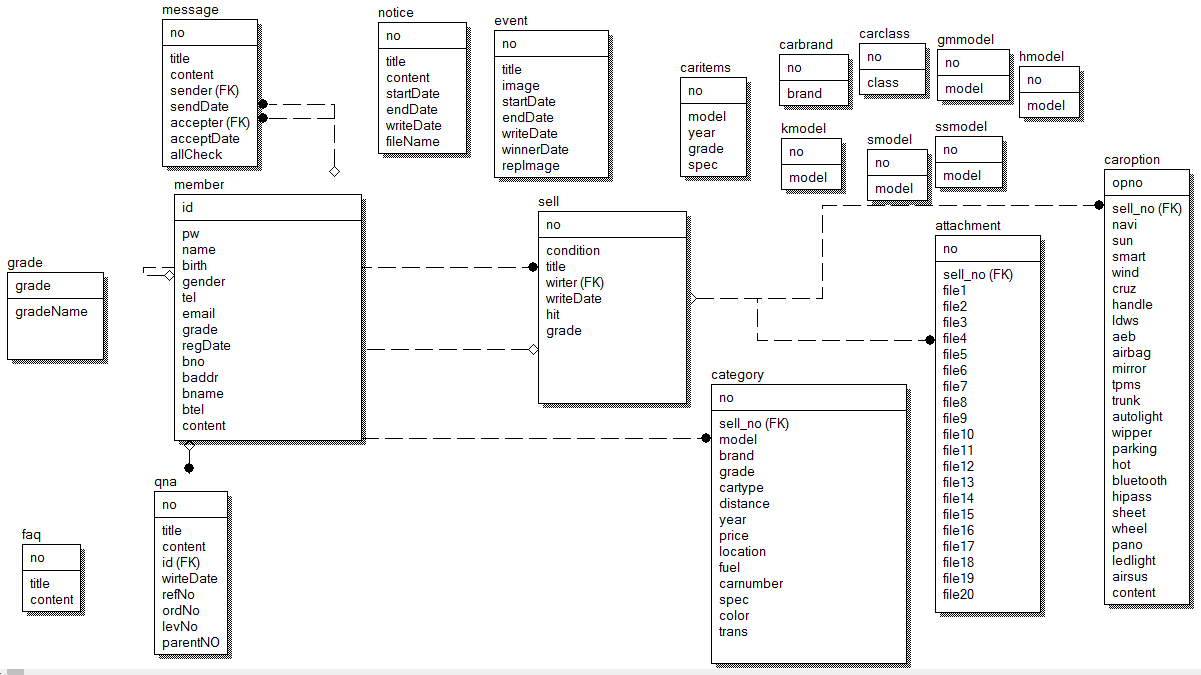 message
no
title
content
sender (FK)
sendDate
accepter (FK)
acceptDate
allCheck
notice
no
title
content
startDate
endDate
writeDate
fileName
event
no
title
image
startDate
endDate
writeDate
winnerDate
repImage
caritems
no
model
year
grade
spec
carbrand
no
brand
carclass
no
class
gmmodel
no
model
hmodel
no
model
kmodel
no
model
smodel
no
model
ssmodel
no
model
caroption
opno
sell_no (FK)
navi
sun
smart
wind
cruz
handle
ldws
aeb
airbag
mirror
tpms
trunk
autolight
wipper
parking
hot
bluetooth
hipass
sheet
wheel
pano
ledlight
airsus
content
member
id
pw
name
birth
gender
tel
email
grade
regDate
bno
baddr
bname
btel
content
sell
no
condition
title
wirter (FK)
writeDate
hit
grade
attachment
no
sell_no (FK)
file1
file2
file3
file4
file5
file6
file7
file8
file9
file10
file11
file12
file13
file14
file15
file16
file17
file18
file19
file20
grade
grade
gradeName
category
no
sell_no (FK)
model
brand
grade
cartype
distance
year
price
location
fuel
carnumber
spec
color
trans
qna
no
title
content
id (FK)
wirteDate
refNo
ordNo
levNo
parentNO
faq
no
title
content